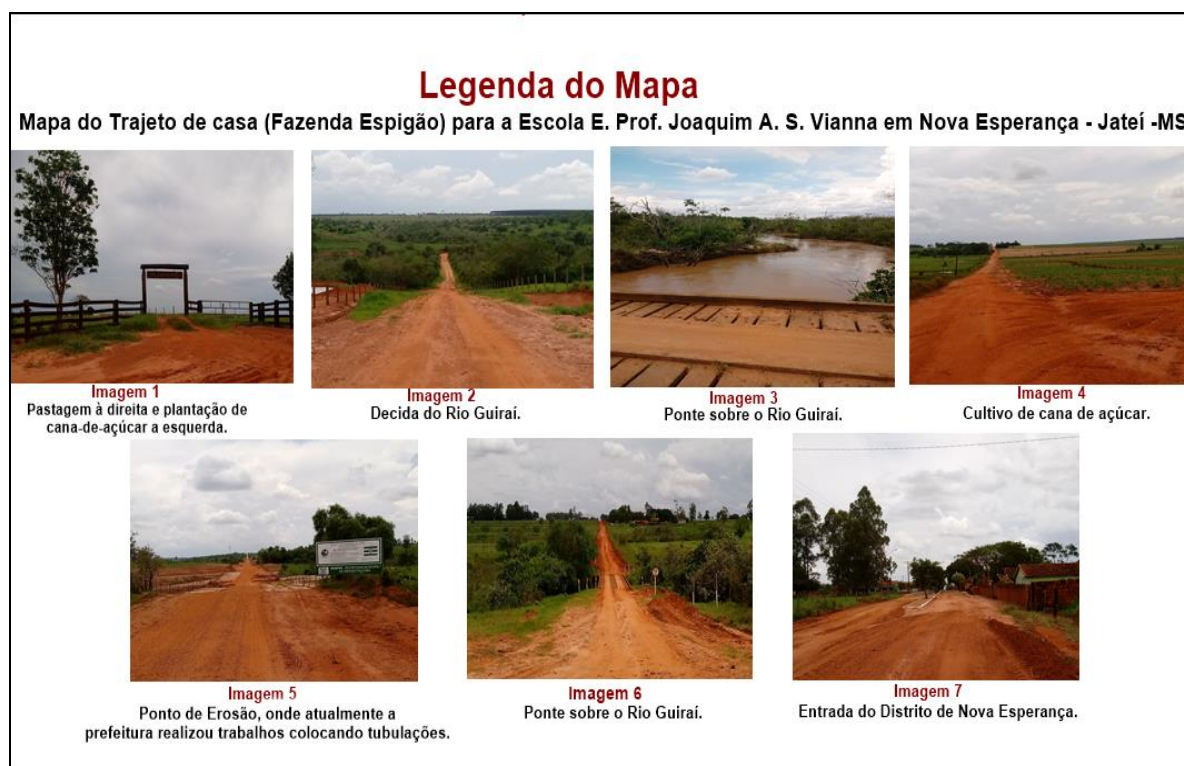 Legenda do Mapa
Mapa do Trajeto de casa (Fazenda Espigão) para a Escola E. Prof. Joaquim A. S. Vianna em Nova Esperança - Jateí -MS
Imagem 1
Pastagem à direita e plantação de
cana-de-açúcar a esquerda.
Imagem 2
Decida do Rio Guiraí.
Imagem 3
Ponte sobre o Rio Guiraí.
Imagem 4
Cultivo de cana de açúcar.
Imagem 5
Ponto de Erosão, onde atualmente a
prefeitura realizou trabalhos colocando tubulações.
Imagem 6
Ponte sobre o Rio Guiraí.
Imagem 7
Entrada do Distrito de Nova Esperança.